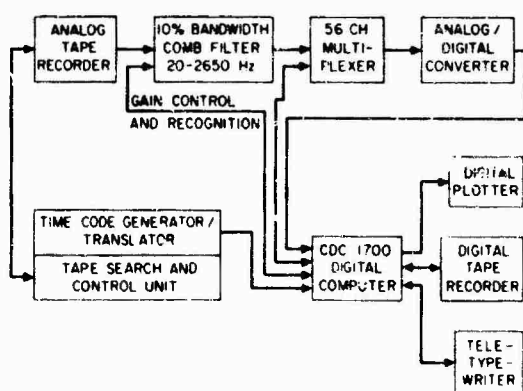 ANALOG
TAPE
RECORDER
10% BANDWIDTH
COMB FILTER
20-2650 Hz
56 CH
MULTI-
PLEXER
ANALOG /
DIGITAL
CONVERTER
GAIN CONTROL
AND RECOGNITION
DIGITAL
PLOTTER
TIME CODE GENERATOR/
TRANSLATOR
TAPE SEARCH AND
CONTROL UNIT
CDC 1700
DIGITAL
COMPUTER
DIGITAL
TAPE
RECORDER
TELE-
TYPE-
WRITER